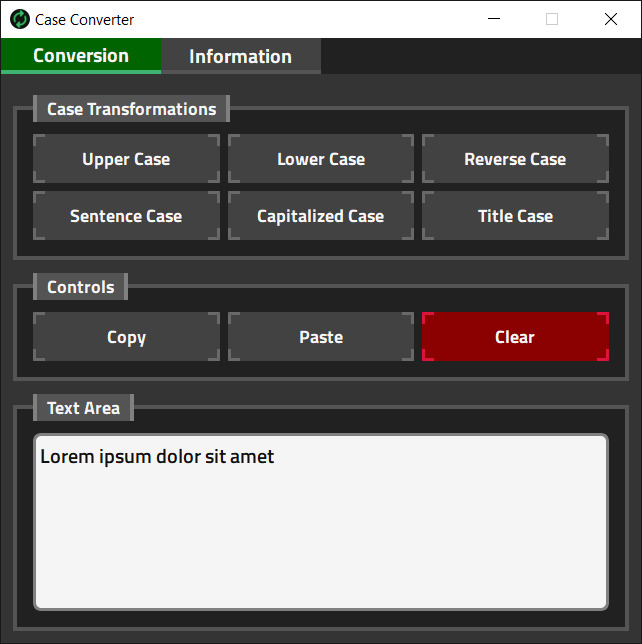 Case Converter
Conversion Information
Case Transformations
Upper Case Lower Case Reverse Case
Sentence Case Capitalized Case Title Case
Controls
Copy Paste Clear
Text Area
Lorem ipsum dolor sit amet